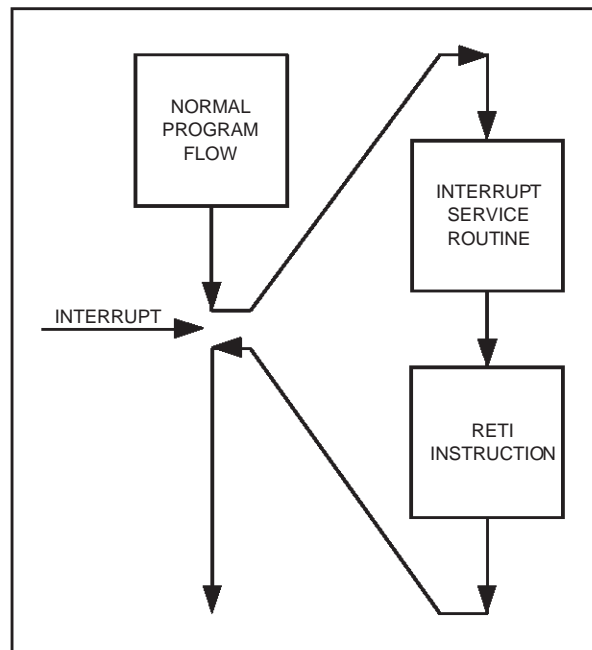 NORMAL
PROGRAM
FLOW
INTERRUPT
SERVICE
ROUTINE
INTERRUPT
RETI
INSTRUCTION